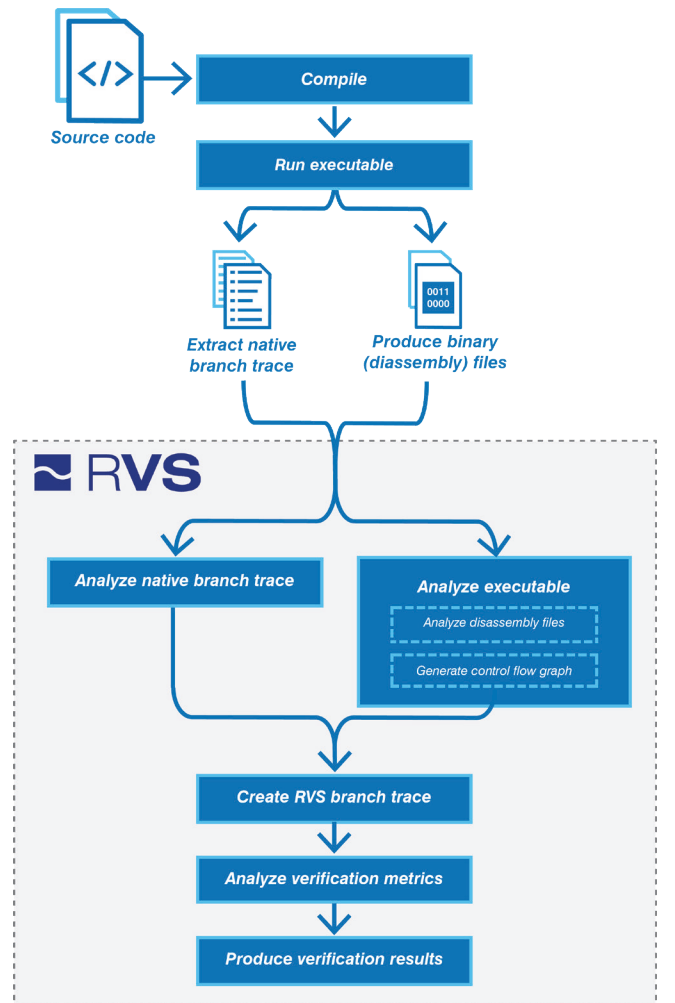 </>
Source code
Compile
Run executable
0011
0000
Extract native
branch trace
Produce binary
(diassembly) files
RVS
Analyze native branch trace
Analyze executable
Analyze disassembly files
Generate control flow graph
Create RVS branch trace
Analyze verification metrics
Produce verification results